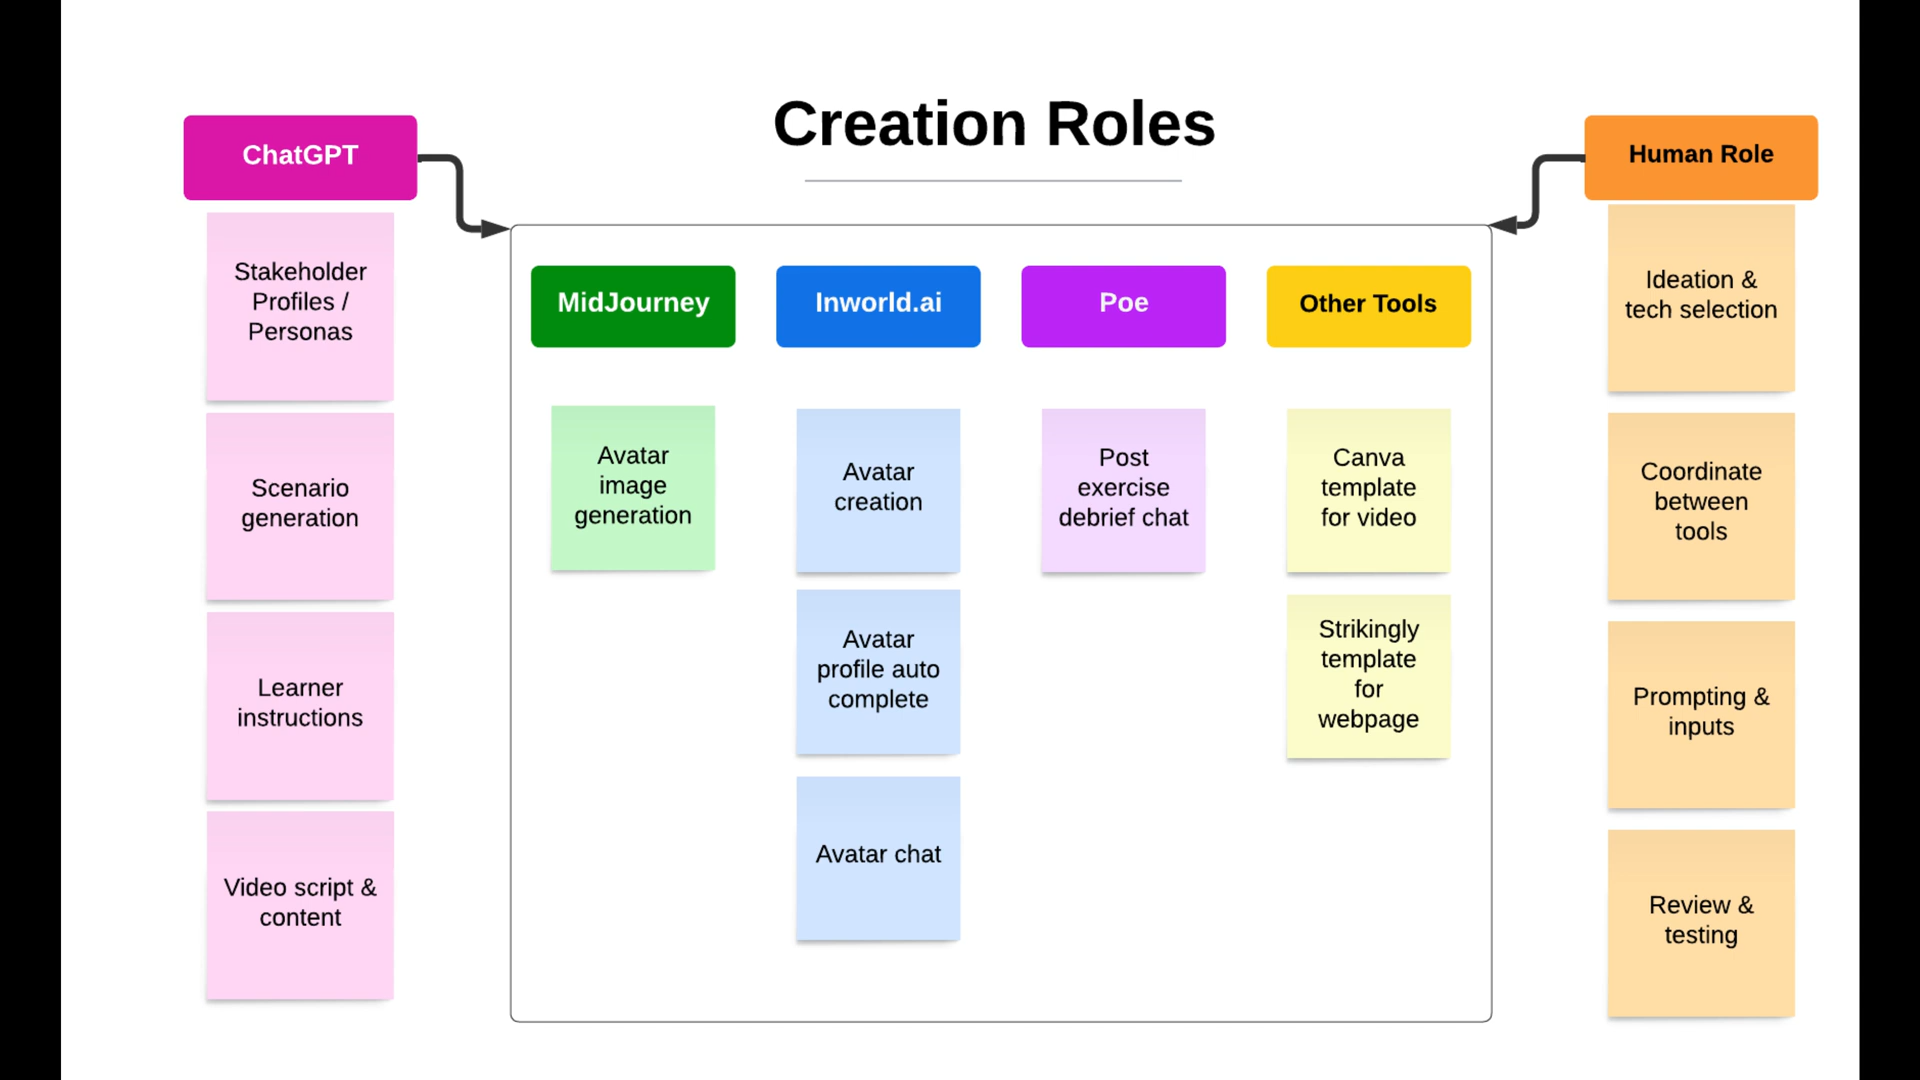 Creation Roles
ChatGPT
Stakeholder
Profiles /
Personas
Scenario
generation
Learner
instructions
Video script &
content
MidJourney
Avatar
image
generation
Inworld.ai
Avatar
creation
Avatar
profile auto
complete
Avatar chat
Poe
Post
exercise
debrief chat
Other Tools
Canva
template
for video
Strikingly
template
for
webpage
Human Role
Ideation &
tech selection
Coordinate
between
tools
Prompting &
inputs
Review &
testing